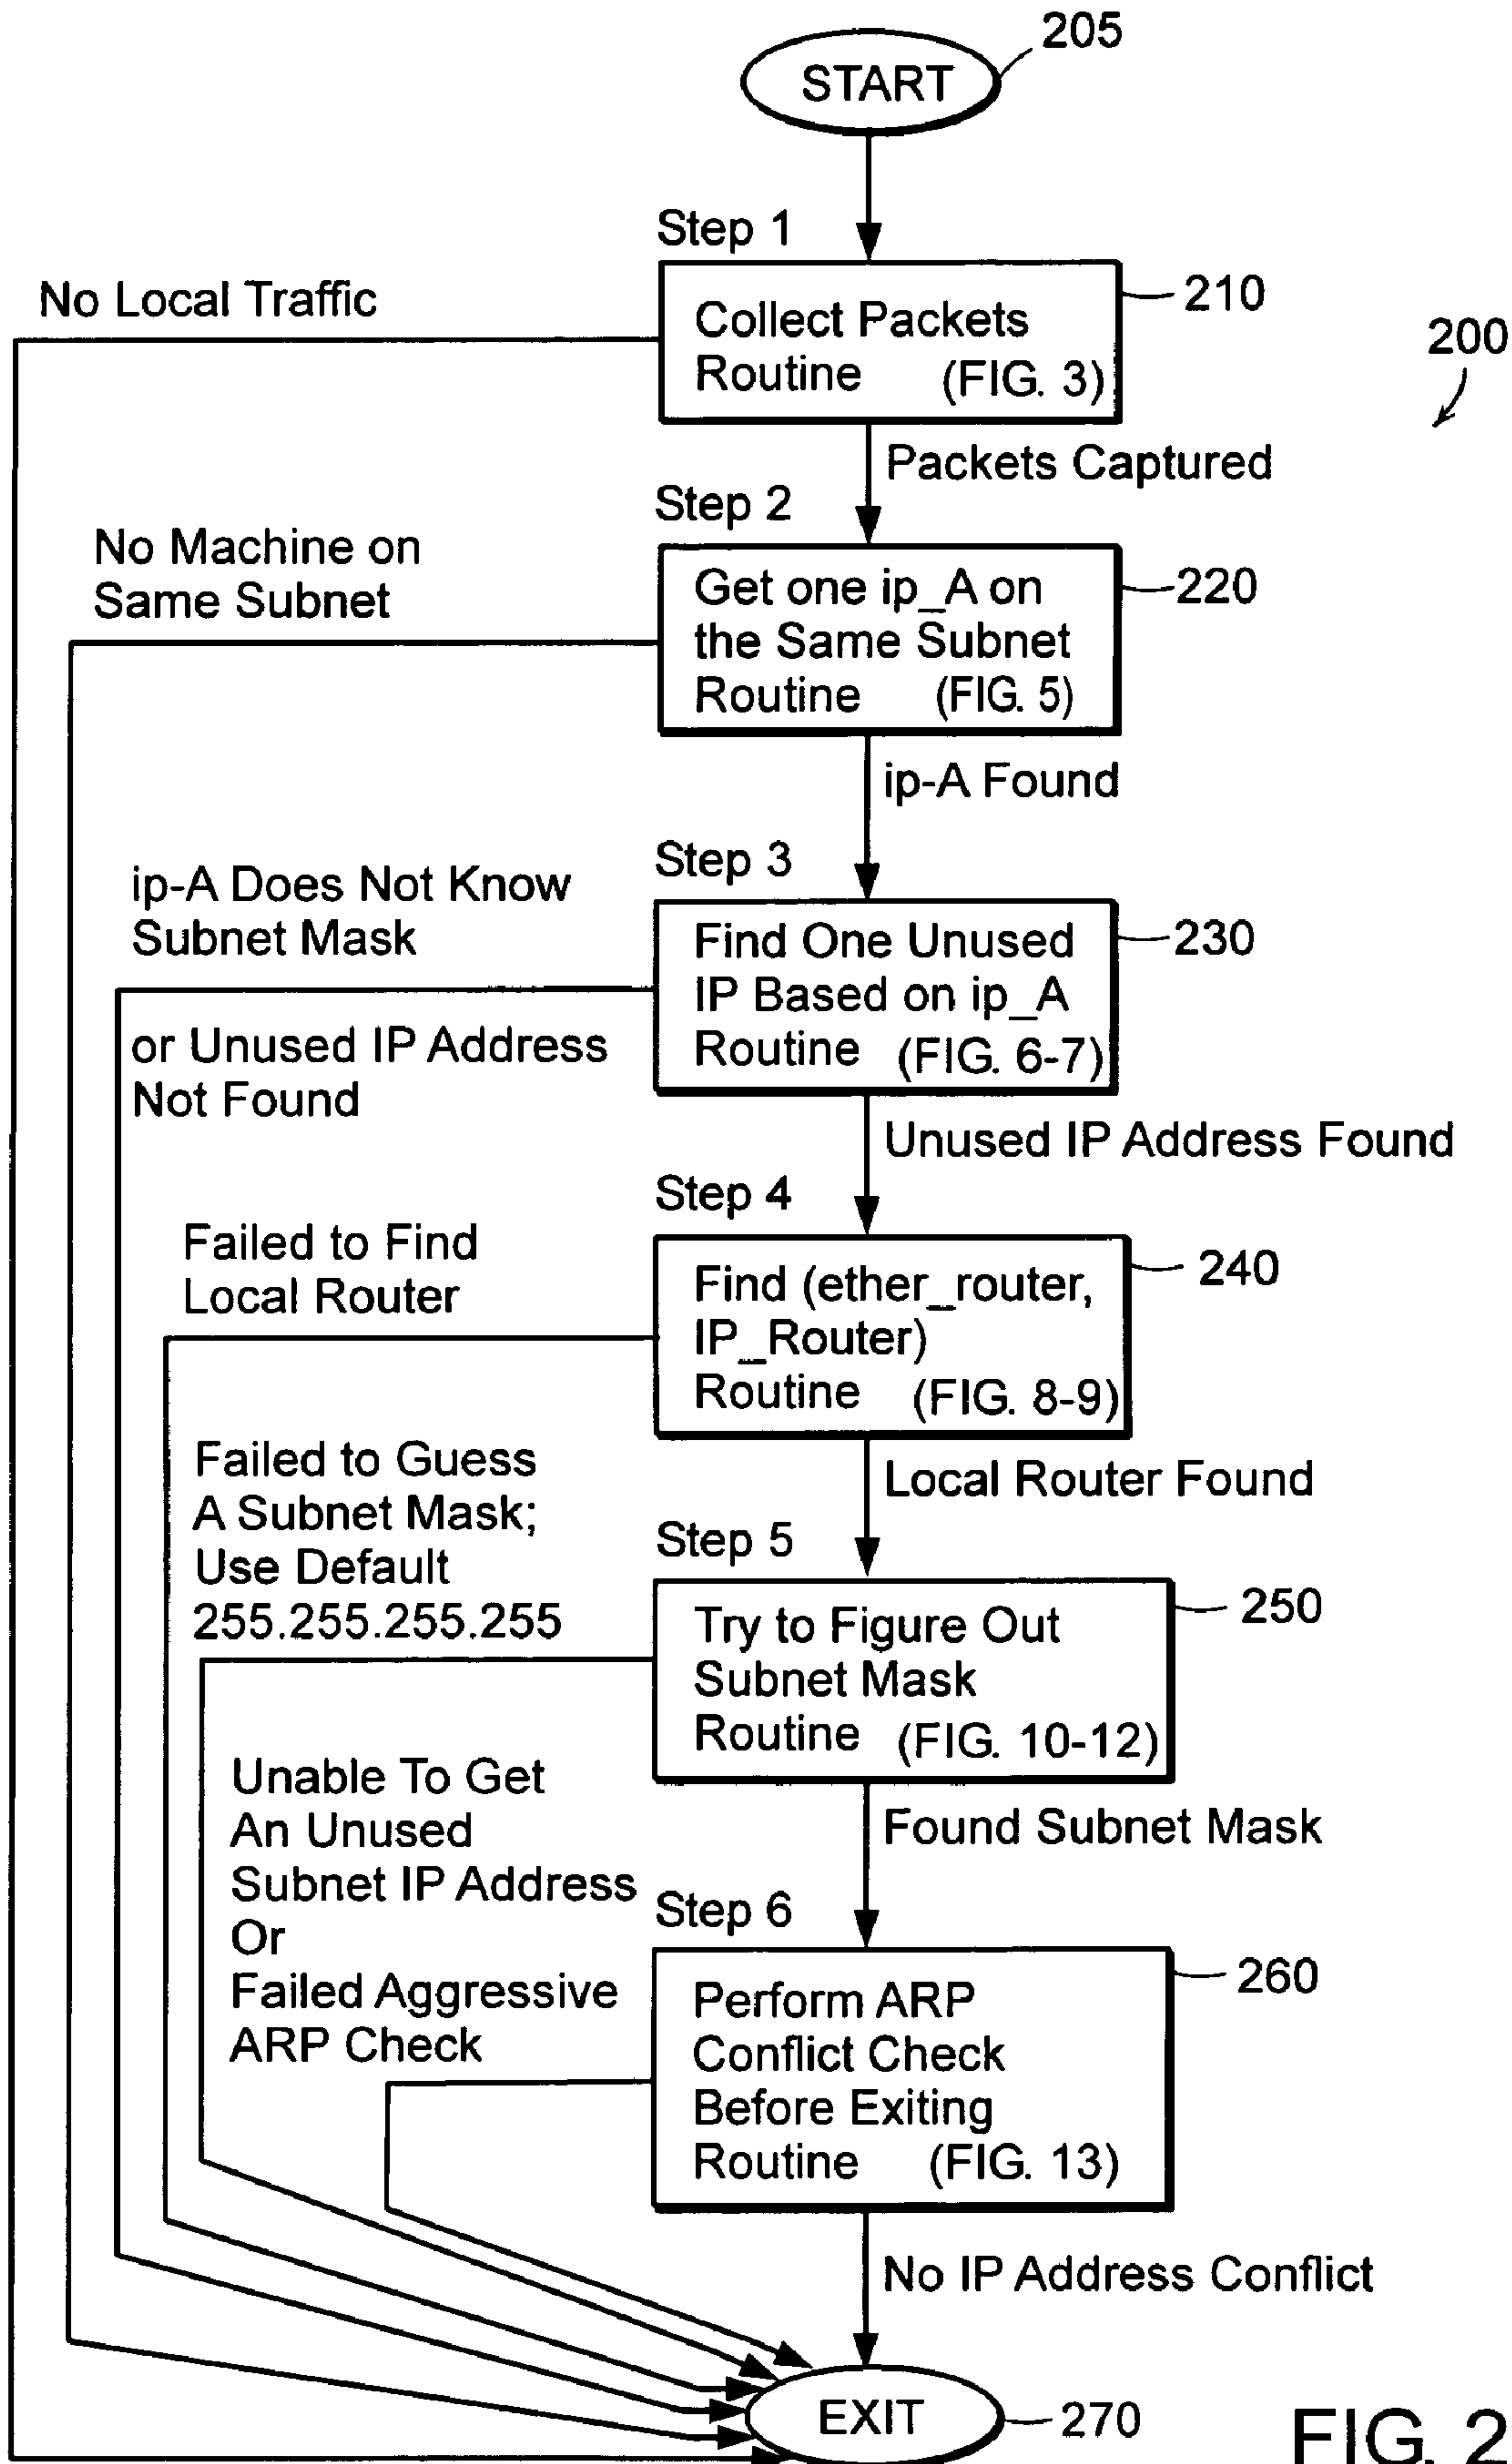 205
START
Step 1
No Local Traffic
Collect Packets
Routine (FIG. 3)
210
200
Packets Captured
Step 2
No Machine on
Same Subnet
Get one ip_A on
the Same Subnet
Routine (FIG. 5)
220
ip-A Found
Step 3
ip-A Does Not Know
Subnet Mask
or Unused IP Address
Not Found
Find One Unused
IP Based on ip_A
Routine (FIG. 6-7)
230
Unused IP Address Found
Step 4
Failed to Find
Local Router
Find (ether_router,
IP_Router)
Routine (FIG. 8-9)
240
Local Router Found
Step 5
Failed to Guess
A Subnet Mask;
Use Default
255.255.255.255
Try to Figure Out
Subnet Mask
Routine (FIG. 10-12)
250
Found Subnet Mask
Step 6
Unable To Get
An Unused
Subnet IP Address
Or
Failed Aggressive
ARP Check
Perform ARP
Conflict Check
Before Exiting
Routine (FIG. 13)
260
No IP Address Conflict
EXIT
270
FIG. 2